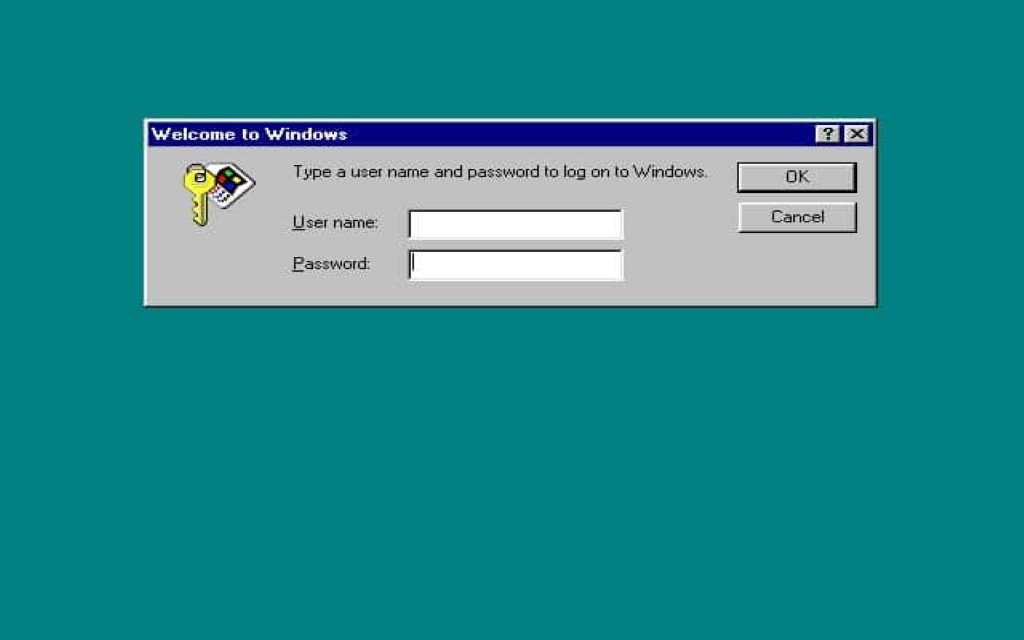 Welcome to Windows
?
Type a user name and password to log on to Windows.
OK
User name:
Cancel
Password: